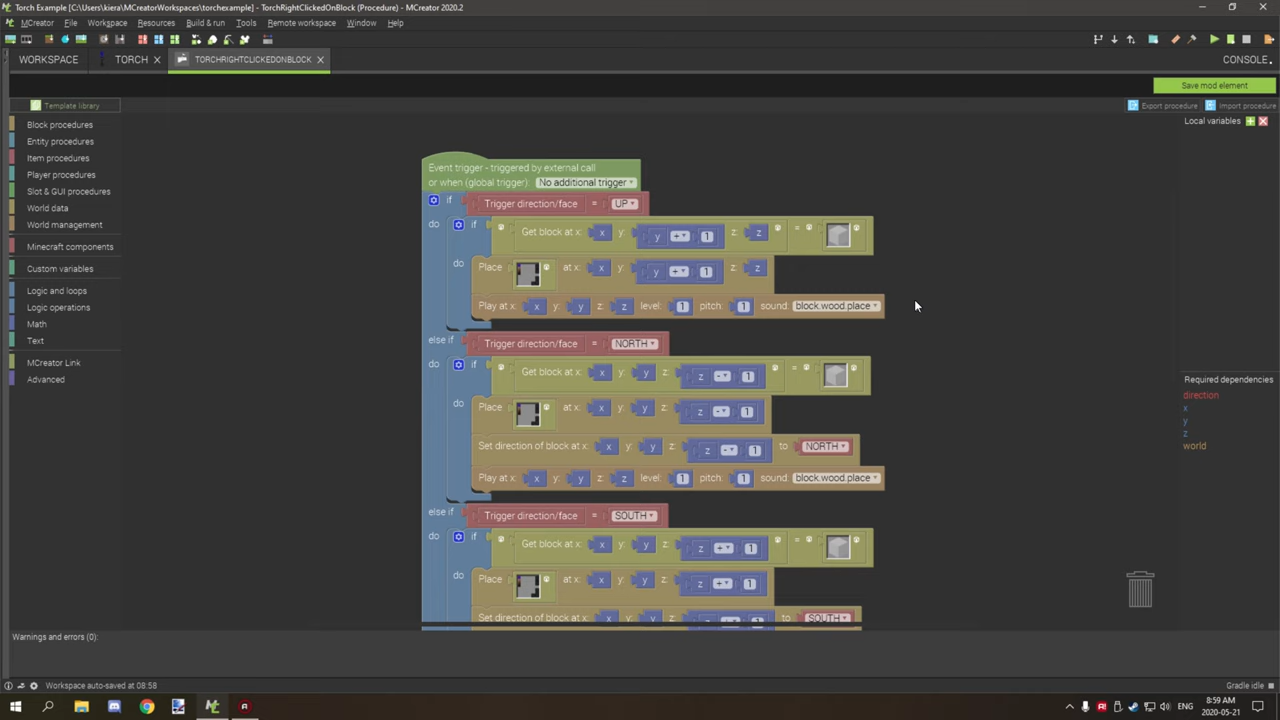 Torch Example [C:\Users\kiera\MCreatorWorkspaces\torchexample] - TorchRightClickedOnBlock (Procedure) - MCreator 2020.2
MCreator File Workspace Resources Build & run Tools Remote workspace Window Help
WORKSPACE TORCH TORCHRIGHTCLICKEDONBLOCK CONSOLE
Save mod element
Template library Export procedure Import procedure
Local variables
Block procedures
Entity procedures
Item procedures
Player procedures
Slot & GUI procedures
World data
World management
Minecraft components
Custom variables
Logic and loops
Logic operations
Math
Text
MCreator Link
Advanced
Event trigger - triggered by external call
or when (global trigger): No additional trigger
if Trigger direction/face = UP
do if Get block at x: x y + 1 z: z =
do Place at x: x y: y + 1 z: z
Play at x: x y: y z: z level: 1 pitch: 1 sound: block.wood.place
else if Trigger direction/face = NORTH
do if Get block at x: x y: y z: z - 1 =
do Place at x: x y: y z: z - 1
Set direction of block at x: x y: y z: z - 1 to NORTH
Play at x: x y: y z: z level: 1 pitch: 1 sound: block.wood.place
else if Trigger direction/face = SOUTH
do if Get block at x: x y: y z: z + 1 =
do Place at x: x y: y z: z + 1
Set direction of block at x: x y: y z: z + 1 to SOUTH
Required dependencies
direction
x
y
z
world
Warnings and errors (0):
Workspace auto-saved at 08:58 Gradle idle
ENG 8:59 AM
2020-05-21